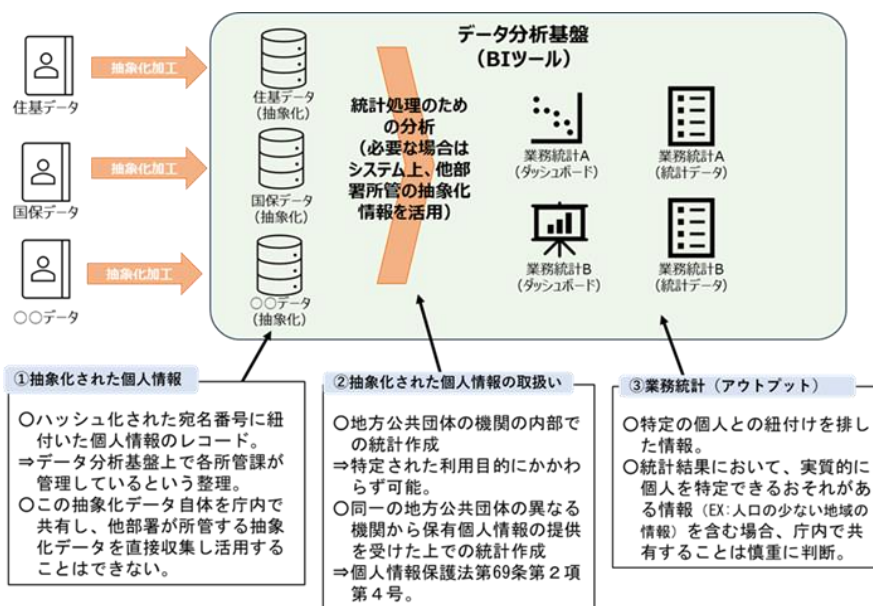 データ分析基盤
(BIツール)
抽象化加工
住基データ
住基データ
(抽象化)
抽象化加工
国保データ
国保データ
(抽象化)
抽象化加工
○○データ
○○データ
(抽象化)
統計処理のため
の分析
(必要な場合は
システム上、他部
署所管の抽象化
情報を活用)
業務統計A
(ダッシュボード)
業務統計A
(統計データ)
業務統計B
(ダッシュボード)
業務統計B
(統計データ)
①抽象化された個人情報
○ハッシュ化された宛名番号に紐
付いた個人情報のレコード。
⇒データ分析基盤上で各所管課が
管理しているという整理。
○この抽象化データ自体を庁内で
共有し、他部署が所管する抽象
化データを直接収集し活用する
ことはできない。
②抽象化された個人情報の取扱い
○地方公共団体の機関の内部で
の統計作成
⇒特定された利用目的にかかわ
らず可能。
○同一の地方公共団体の異なる
機関から保有個人情報の提供
を受けた上での統計作成
⇒個人情報保護法第69条第2項
第4号。
③業務統計(アウトプット)
○特定の個人との紐付けを排し
た情報。
○統計結果において、実質的に
個人を特定できるおそれがあ
る情報(EX:人口の少ない地域の
情報)を含む場合、庁内で共
有することは慎重に判断。